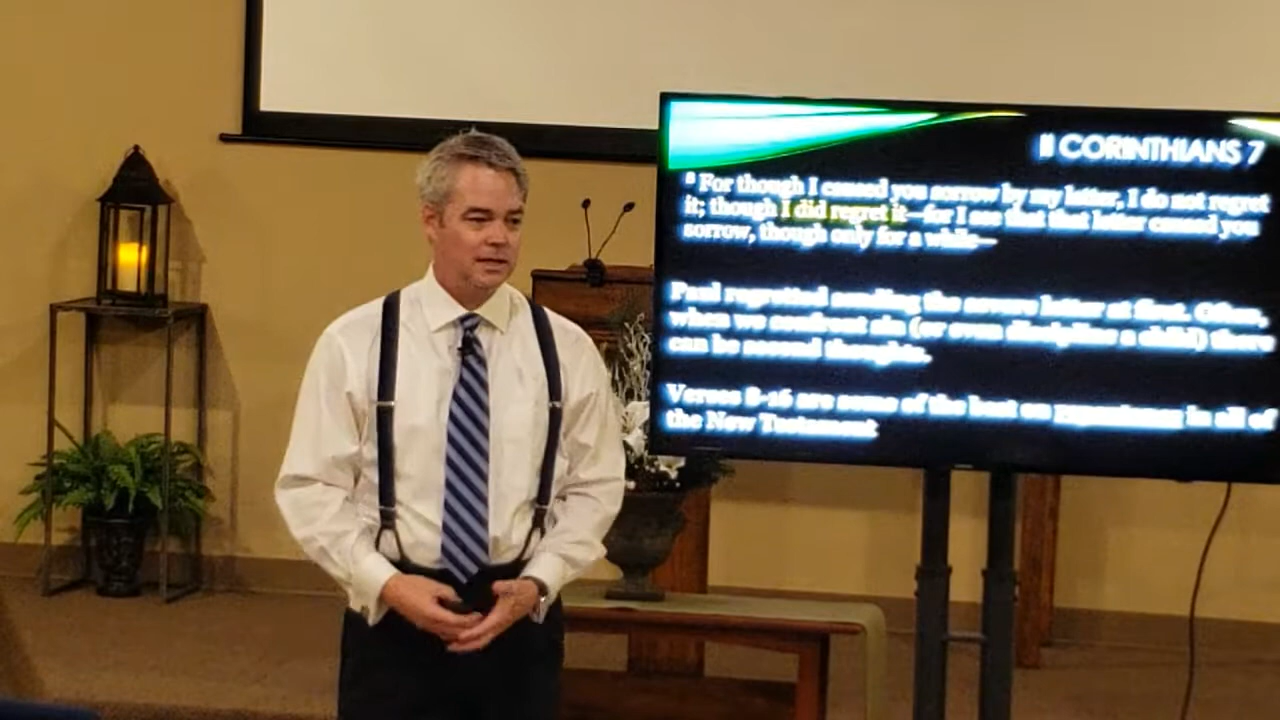 II CORINTHIANS 7
8 For though I caused you sorrow by my letter, I do not regret
it; though I did regret it—for I see that that letter caused you
sorrow, though only for a while—
Paul regretted sending the severe letter at first. Often,
when we confront sin (or even discipline a child!) there
can be second thoughts.
Verses 8-16 are some of the best on repentance in all of
the New Testament